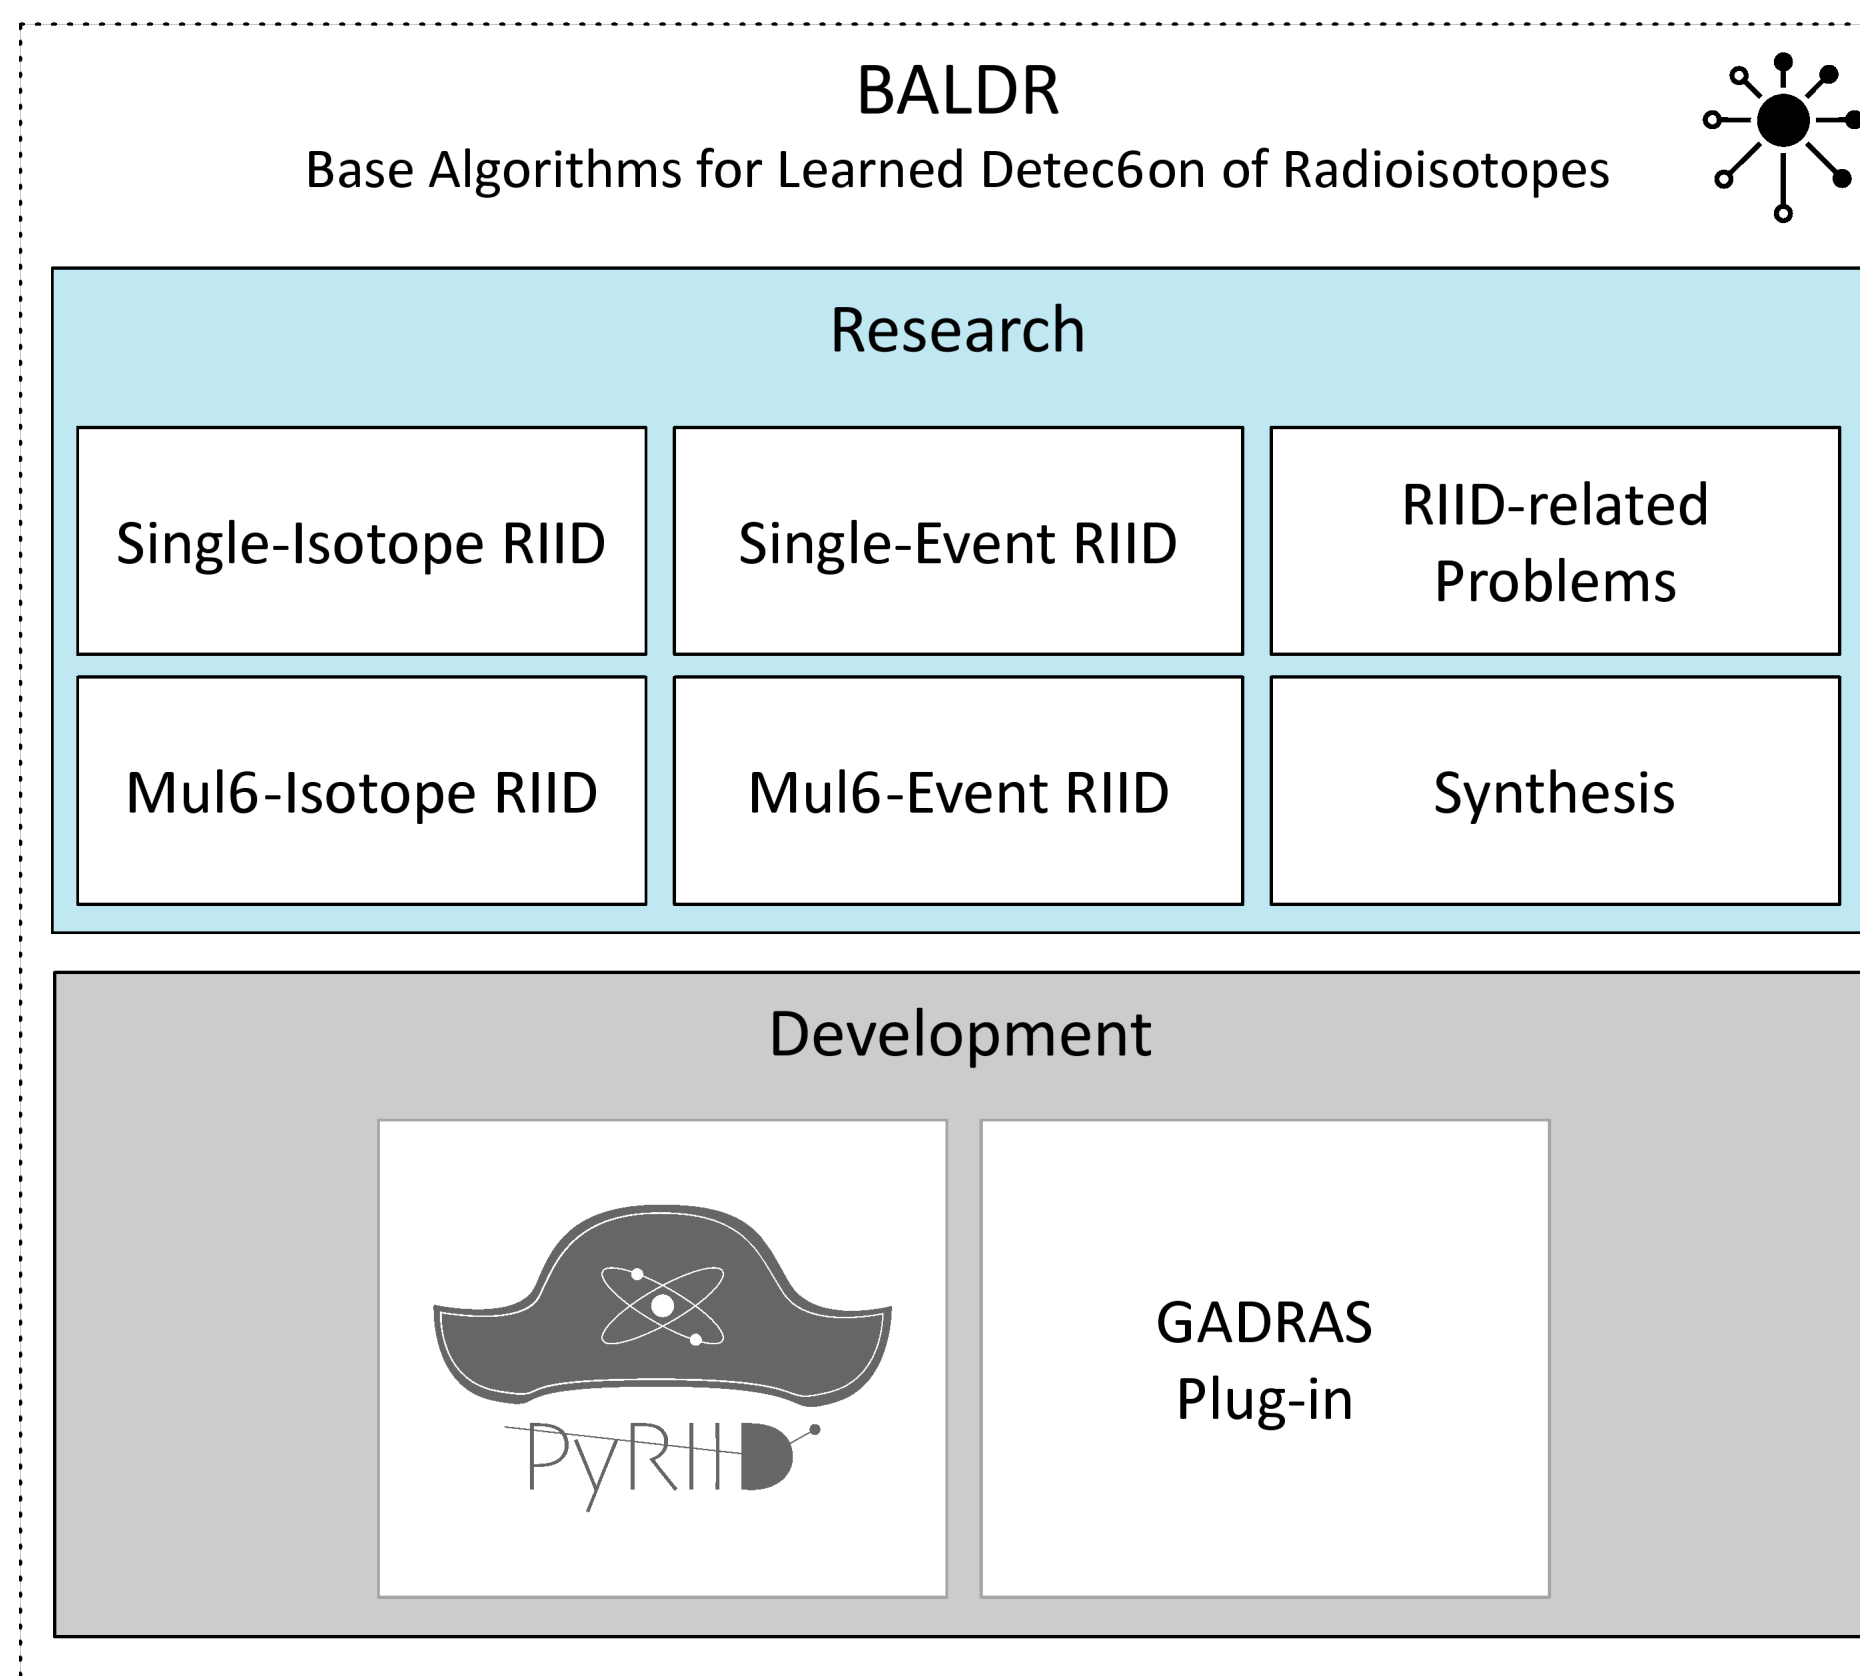 BALDR
Base Algorithms for Learned Detec6on of Radioisotopes
Research
Single-Isotope RIID
Single-Event RIID
RIID-related
Problems
Mul6-Isotope RIID
Mul6-Event RIID
Synthesis
Development
PyRIID
GADRAS
Plug-in